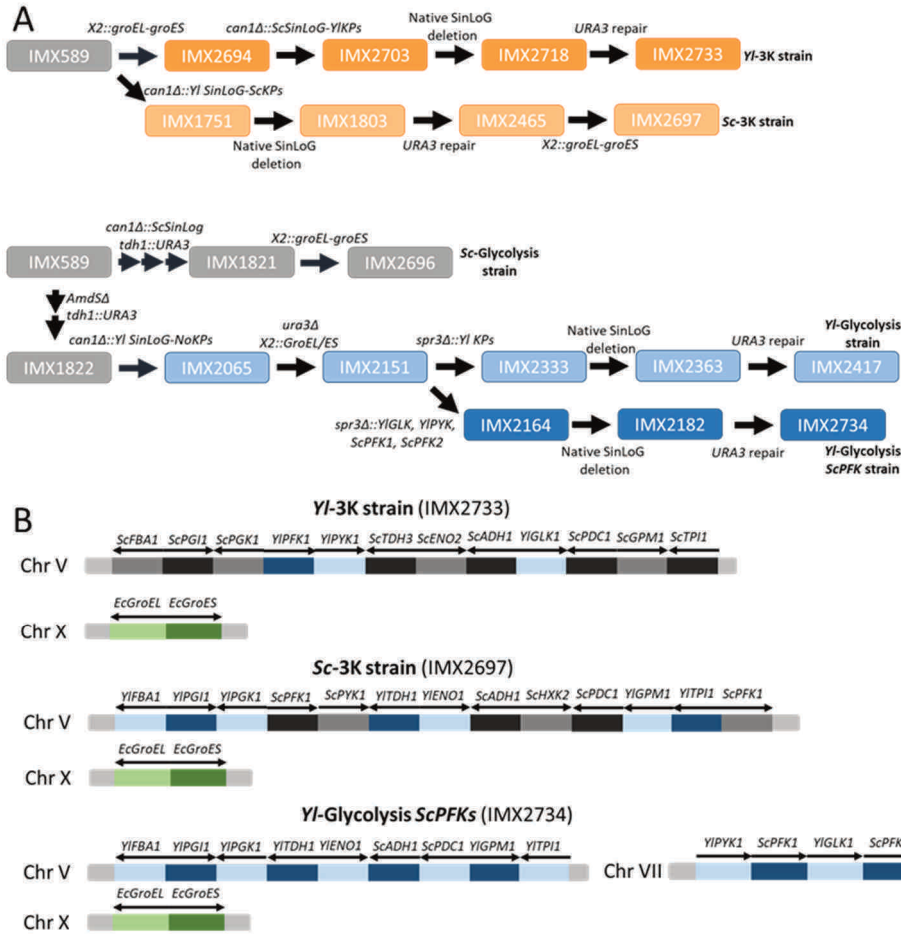 A
X2::groEL-groES
can1Δ::ScSinLoG-YlKPs
Native SinLoG
deletion
URA3 repair
IMX589
IMX2694
IMX2703
IMX2718
IMX2733
Yl-3K strain
can1Δ::Yl SinLoG-ScKPs
IMX1751
IMX1803
IMX2465
IMX2697
Sc-3K strain
Native SinLoG
deletion
URA3 repair
X2::groEL-groES
can1Δ::ScSinLog
tdh1::URA3
X2::groEL-groES
IMX589
IMX1821
IMX2696
Sc-Glycolysis
strain
AmdSΔ
tdh1::URA3
can1Δ::Yl SinLoG-NoKPs
ura3Δ
X2::GroEL/ES
spr3Δ::Yl KPs
Native SinLoG
deletion
URA3 repair
Yl-Glycolysis
strain
IMX1822
IMX2065
IMX2151
IMX2333
IMX2363
IMX2417
spr3Δ::YlGLK, YlPYK,
ScPFK1, ScPFK2
IMX2164
IMX2182
IMX2734
Native SinLoG
deletion
URA3 repair
Yl-Glycolysis
ScPFK strain
B
Yl-3K strain (IMX2733)
ScFBA1 ScPGI1 ScPGK1 YlPFK1 YlPYK1 ScTDH3 ScENO2 ScADH1 YlGLK1 ScPDC1 ScGPM1 ScTPI1
Chr V
EcGroEL EcGroES
Chr X
Sc-3K strain (IMX2697)
YlFBA1 YlPGI1 YlPGK1 ScPFK1 ScPYK1 YlTDH1 YlENO1 ScADH1 ScHXK2 ScPDC1 YlGPM1 YlTPI1 ScPFK1
Chr V
EcGroEL EcGroES
Chr X
Yl-Glycolysis ScPFKs (IMX2734)
YlFBA1 YlPGI1 YlPGK1 YlTDH1 YlENO1 ScADH1 ScPDC1 YlGPM1 YlTPI1
Chr V
YlPYK1 ScPFK1 YlGLK1 ScPFK
Chr VII
EcGroEL EcGroES
Chr X